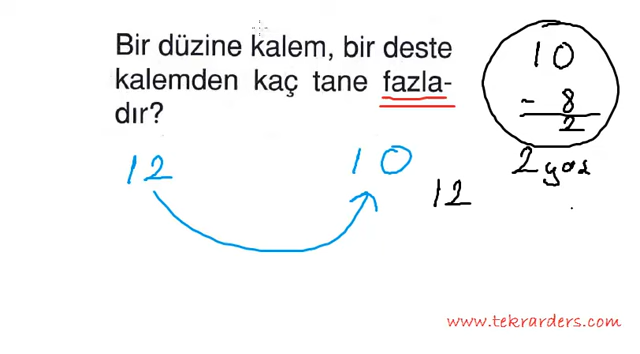 Bir düzine kalem, bir deste
kalemden kaç tane fazla-
dır?
12
10
12
10
- 8
2
2 yaş
www.tekrarders.com